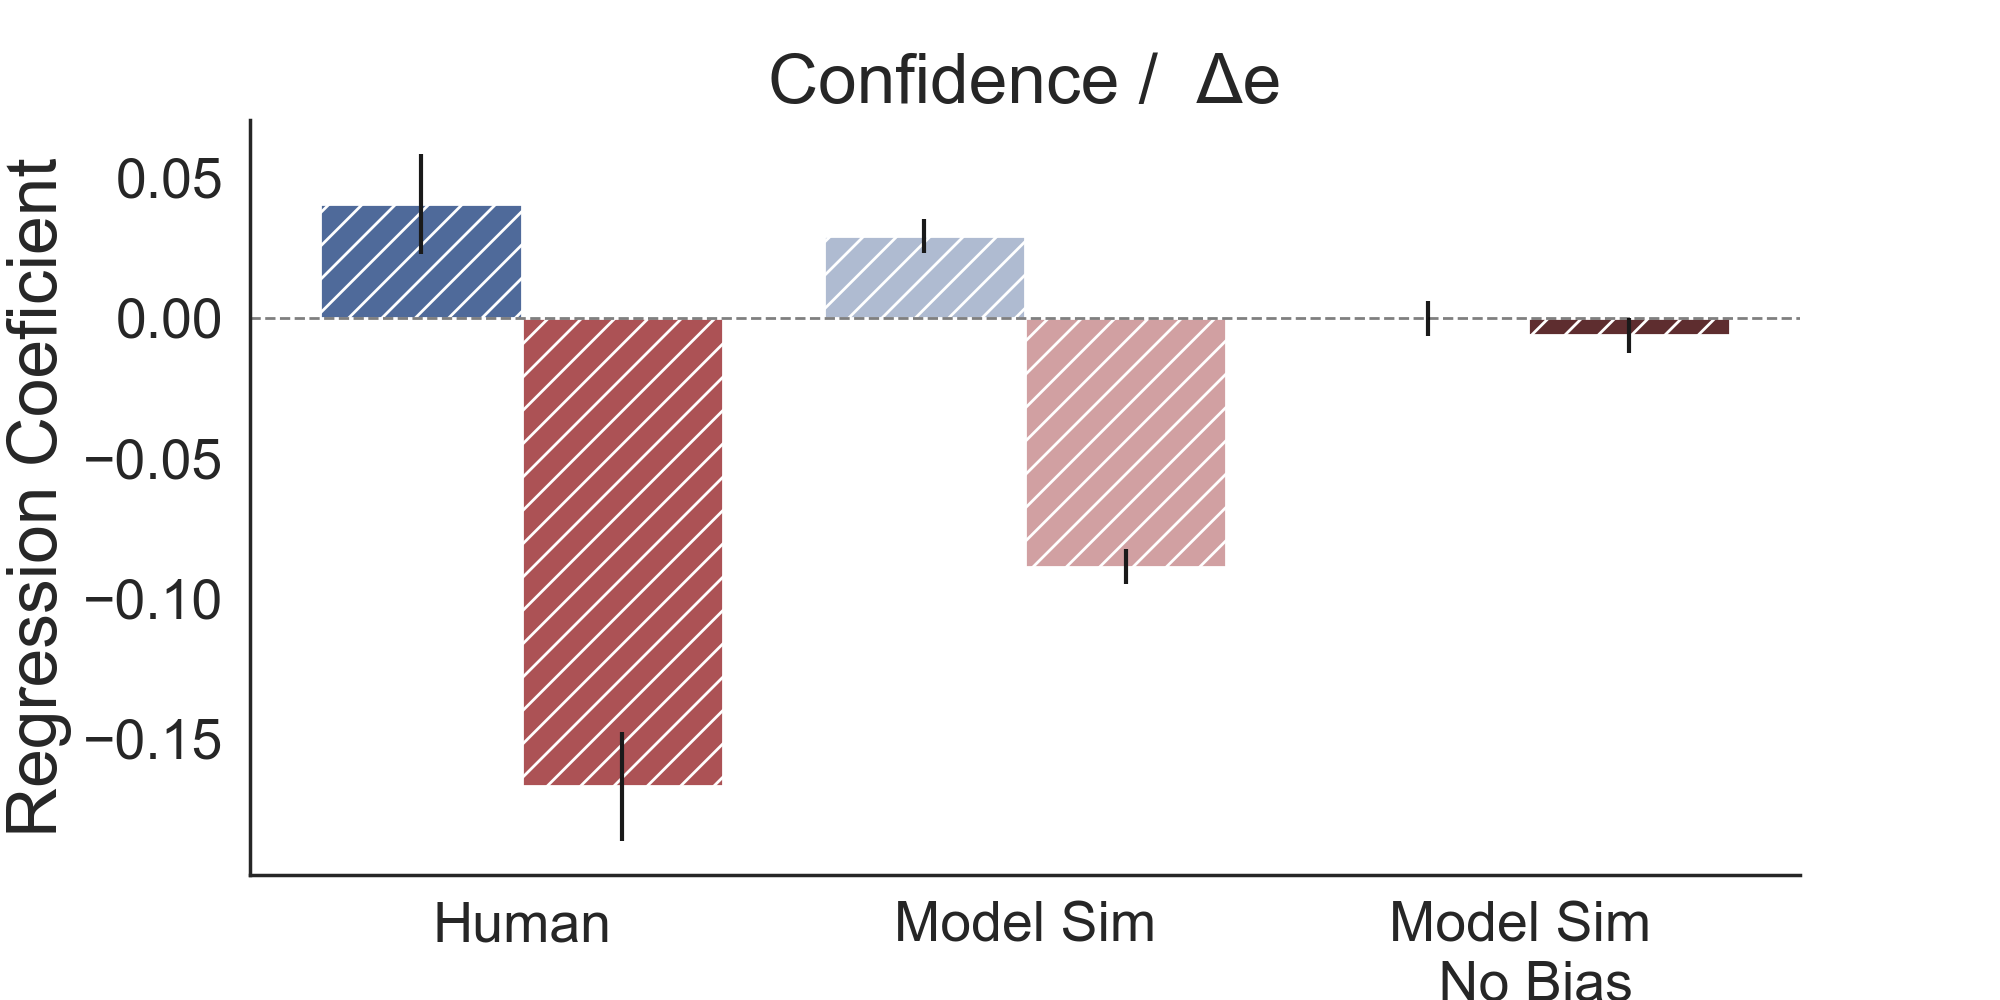 Confidence / Δe
Regression Coefficient
0.05
0.00
−0.05
−0.10
−0.15
Human
Model Sim
Model Sim
No Bias